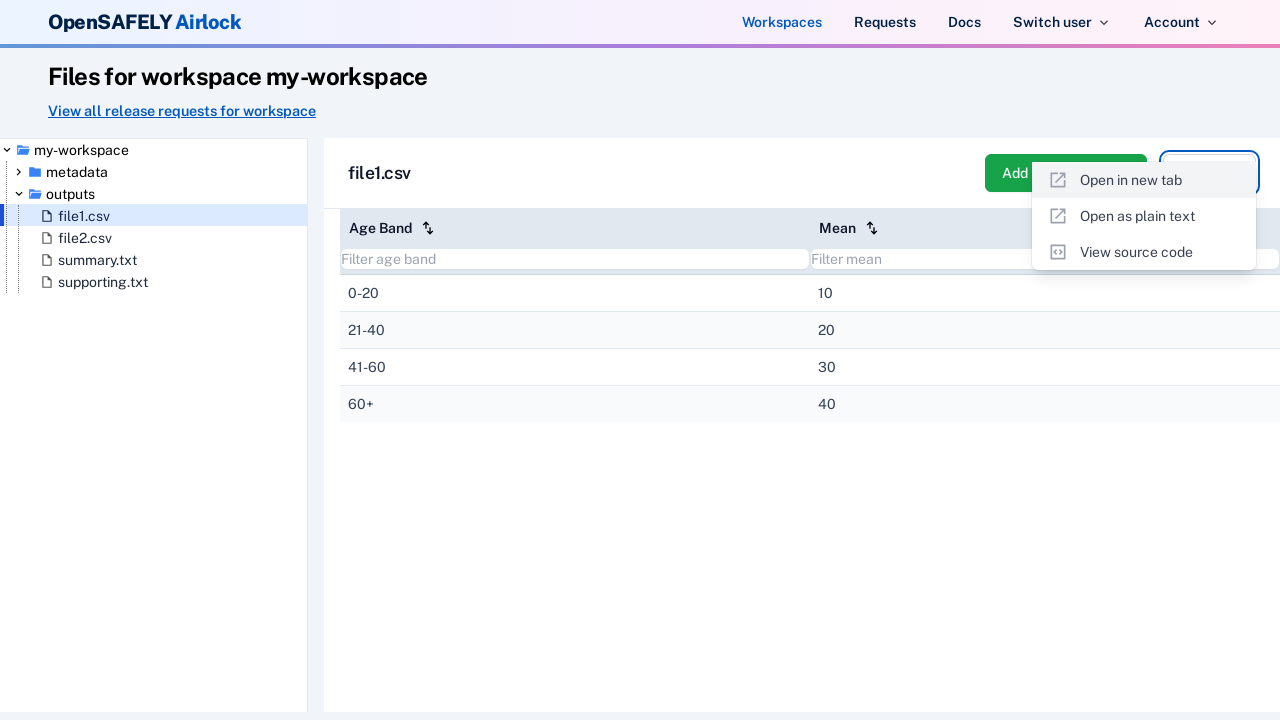 OpenSAFELY Airlock
Workspaces
Requests
Docs
Switch user
Account
Files for workspace my-workspace
View all release requests for workspace
my-workspace
metadata
outputs
file1.csv
file2.csv
summary.txt
supporting.txt
file1.csv
Add
Open in new tab
Open as plain text
View source code
Age Band
Mean
Filter age band
Filter mean
0-20 10
21-40 20
41-60 30
60+ 40